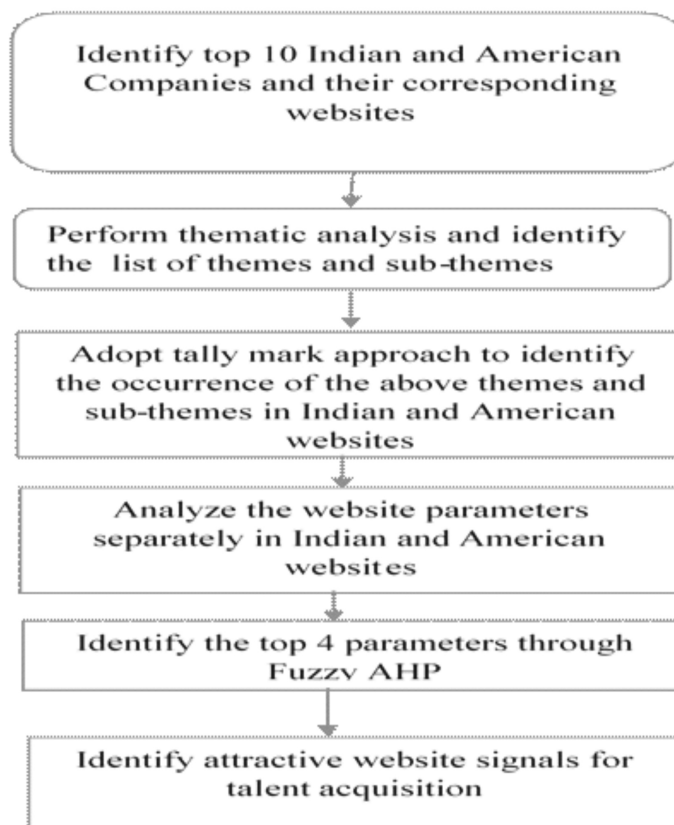 Identify top 10 Indian and American
Companies and their corresponding
websites
Perform thematic analysis and identify
the list of themes and sub-themes
Adopt tally mark approach to identify
the occurrence of the above themes and
sub-themes in Indian and American
websites
Analyze the website parameters
separately in Indian and American
websites
Identify the top 4 parameters through
Fuzzy AHP
Identify attractive website signals for
talent acquisition